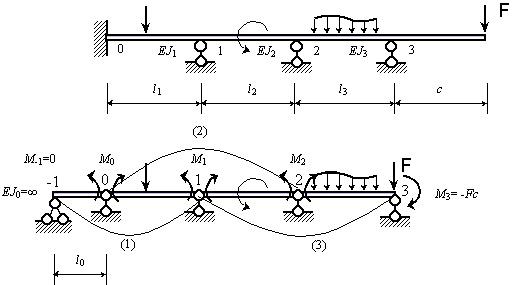 F
0 EJ₁ 1 EJ₂ 2 EJ₃ 3
l₁ l₂ l₃ c
(2)
M₋₁=0 M₀ M₁ M₂ F
-1 0 1 2 3
EJ₀=∞ M₃= -Fc
(1) (3)
l₀